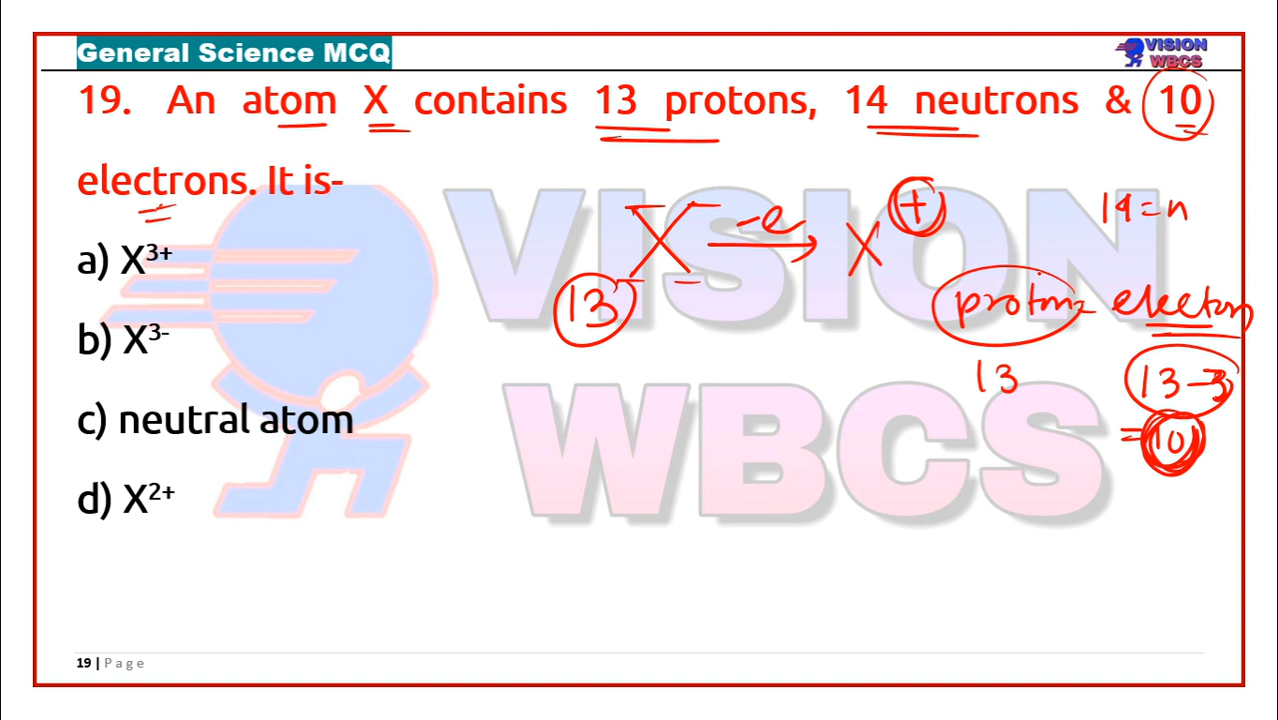 General Science MCQ
VISION
WBCS
19. An atom X contains 13 protons, 14 neutrons & 10
electrons. It is-
a) X³⁺
b) X³⁻
c) neutral atom
d) X²⁺
X -e X⁺
13
14=n
proton = electron
13 13-3
=10
VISION
WBCS
19 | Page